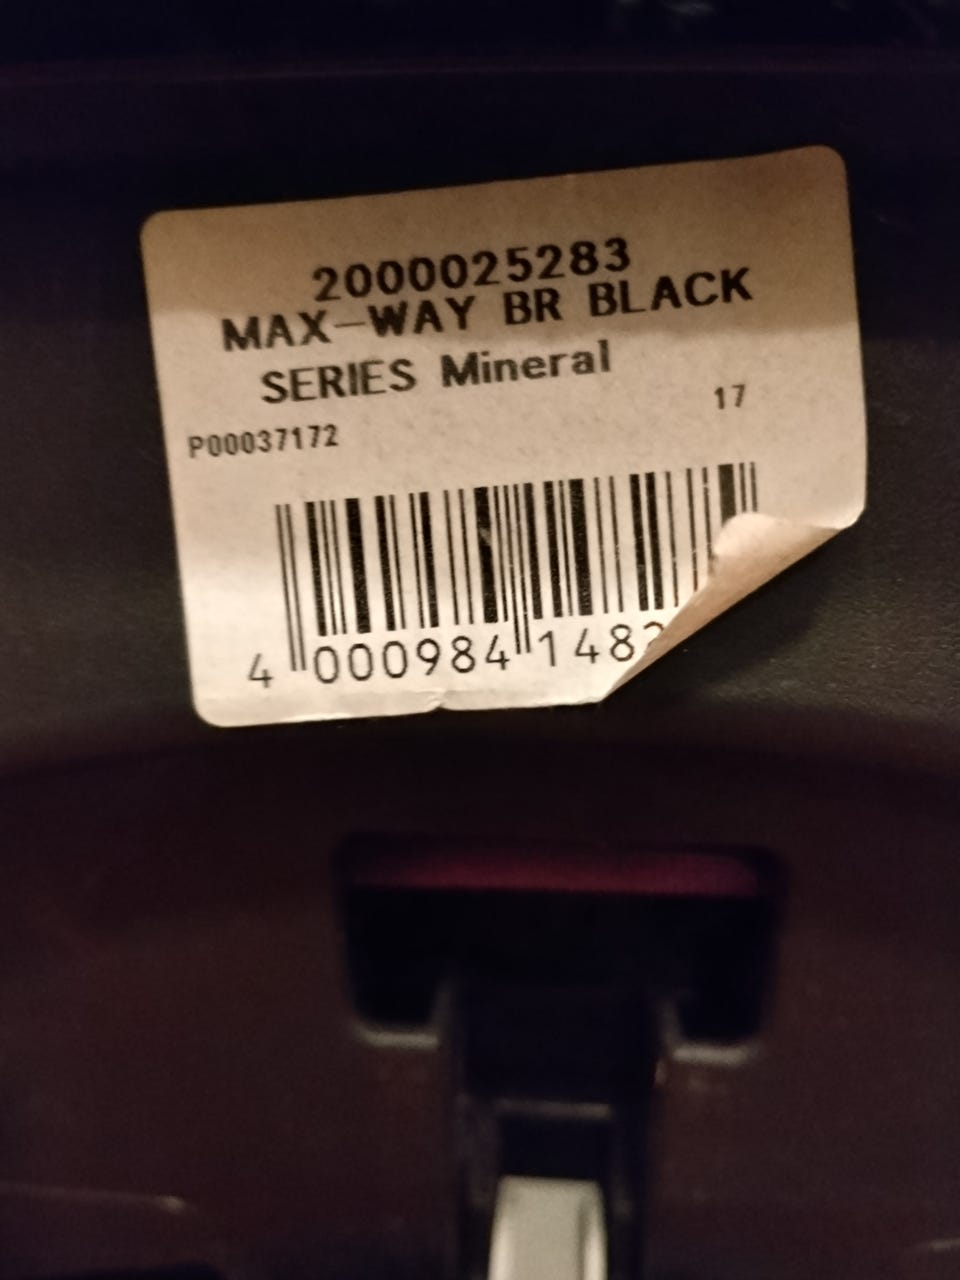 2000025283
MAX-WAY BR BLACK
SERIES Mineral
17
P00037172
4 000984 148